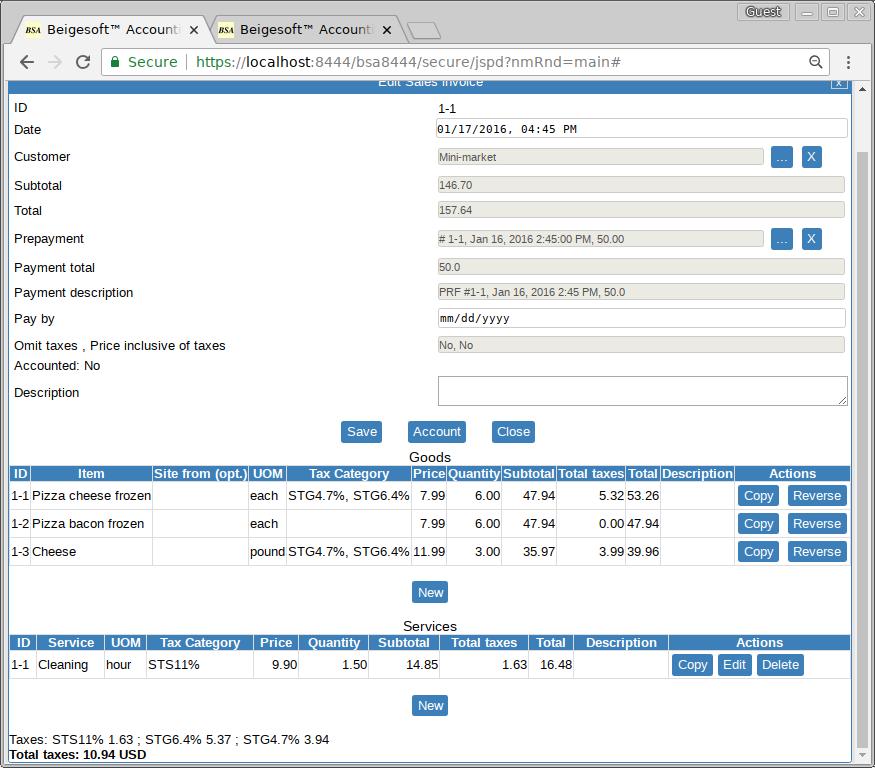 Guest
BSA Beigesoft™ Accounti
BSA Beigesoft™ Accounti
Secure https://localhost:8444/bsa8444/secure/jspd?nmRnd=main#
Edit Sales Invoice x
ID 1-1
Date 01/17/2016, 04:45 PM
Customer Mini-market ... X
Subtotal 146.70
Total 157.64
Prepayment # 1-1, Jan 16, 2016 2:45:00 PM, 50.00 ... X
Payment total 50.0
Payment description PRF #1-1, Jan 16, 2016 2:45 PM, 50.0
Pay by mm/dd/yyyy
Omit taxes , Price inclusive of taxes No, No
Accounted: No
Description
Save Account Close
Goods
ID Item Site from (opt.) UOM Tax Category Price Quantity Subtotal Total taxes Total Description Actions
1-1 Pizza cheese frozen each STG4.7%, STG6.4% 7.99 6.00 47.94 5.32 53.26 Copy Reverse
1-2 Pizza bacon frozen each 7.99 6.00 47.94 0.00 47.94 Copy Reverse
1-3 Cheese pound STG4.7%, STG6.4% 11.99 3.00 35.97 3.99 39.96 Copy Reverse
New
Services
ID Service UOM Tax Category Price Quantity Subtotal Total taxes Total Description Actions
1-1 Cleaning hour STS11% 9.90 1.50 14.85 1.63 16.48 Copy Edit Delete
New
Taxes: STS11% 1.63 ; STG6.4% 5.37 ; STG4.7% 3.94
Total taxes: 10.94 USD